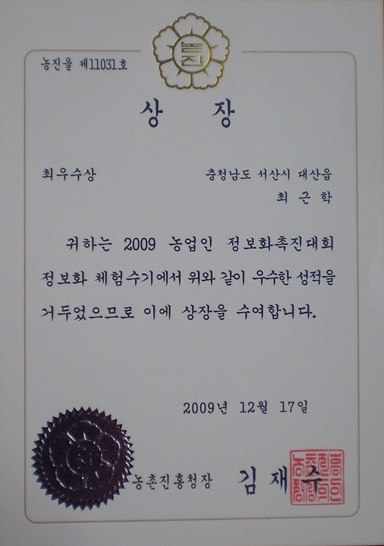 농진
농진을 제11031호
상 장
최우수상
충청남도 서산시 대산읍
최 근 학
귀하는 2009 농업인 정보화촉진대회
정보화 체험수기에서 위와 같이 우수한 성적을
거두었으므로 이에 상장을 수여합니다.
2009년 12월 17일
농촌진흥청장 김 재 수